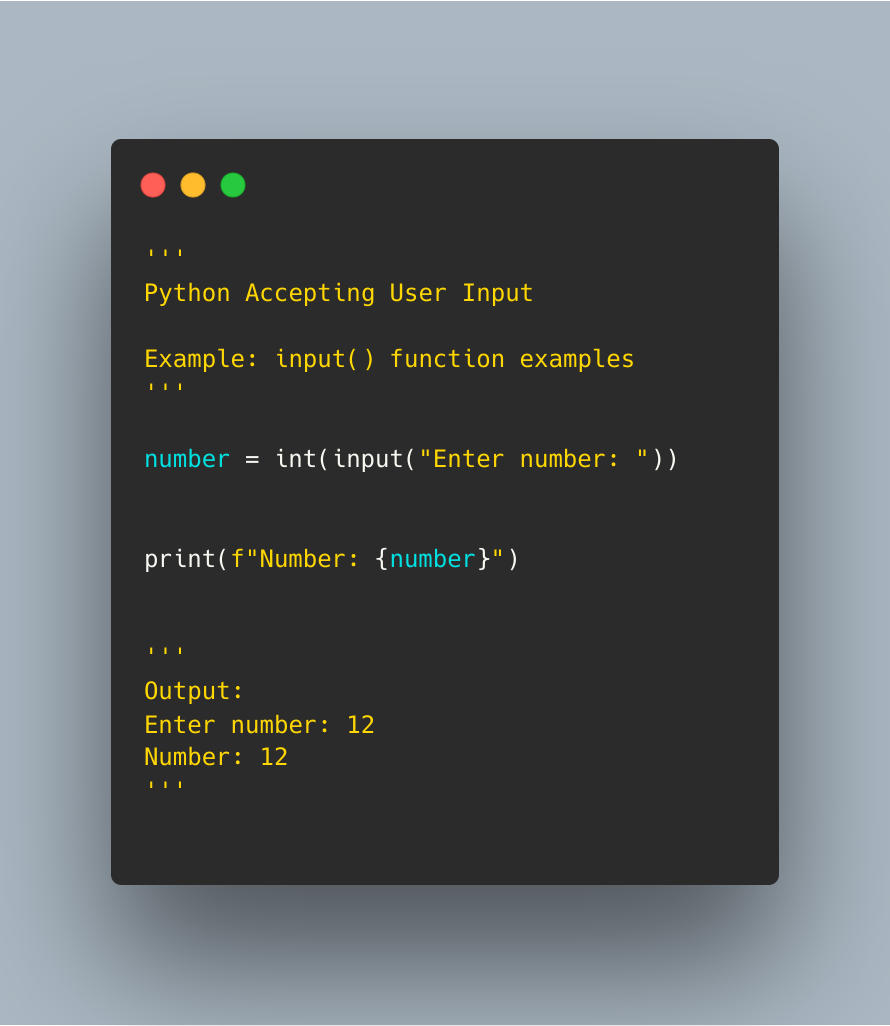 '''
Python Accepting User Input
Example: input() function examples
'''
number = int(input("Enter number: "))
print(f"Number: {number}")
'''
Output:
Enter number: 12
Number: 12
'''